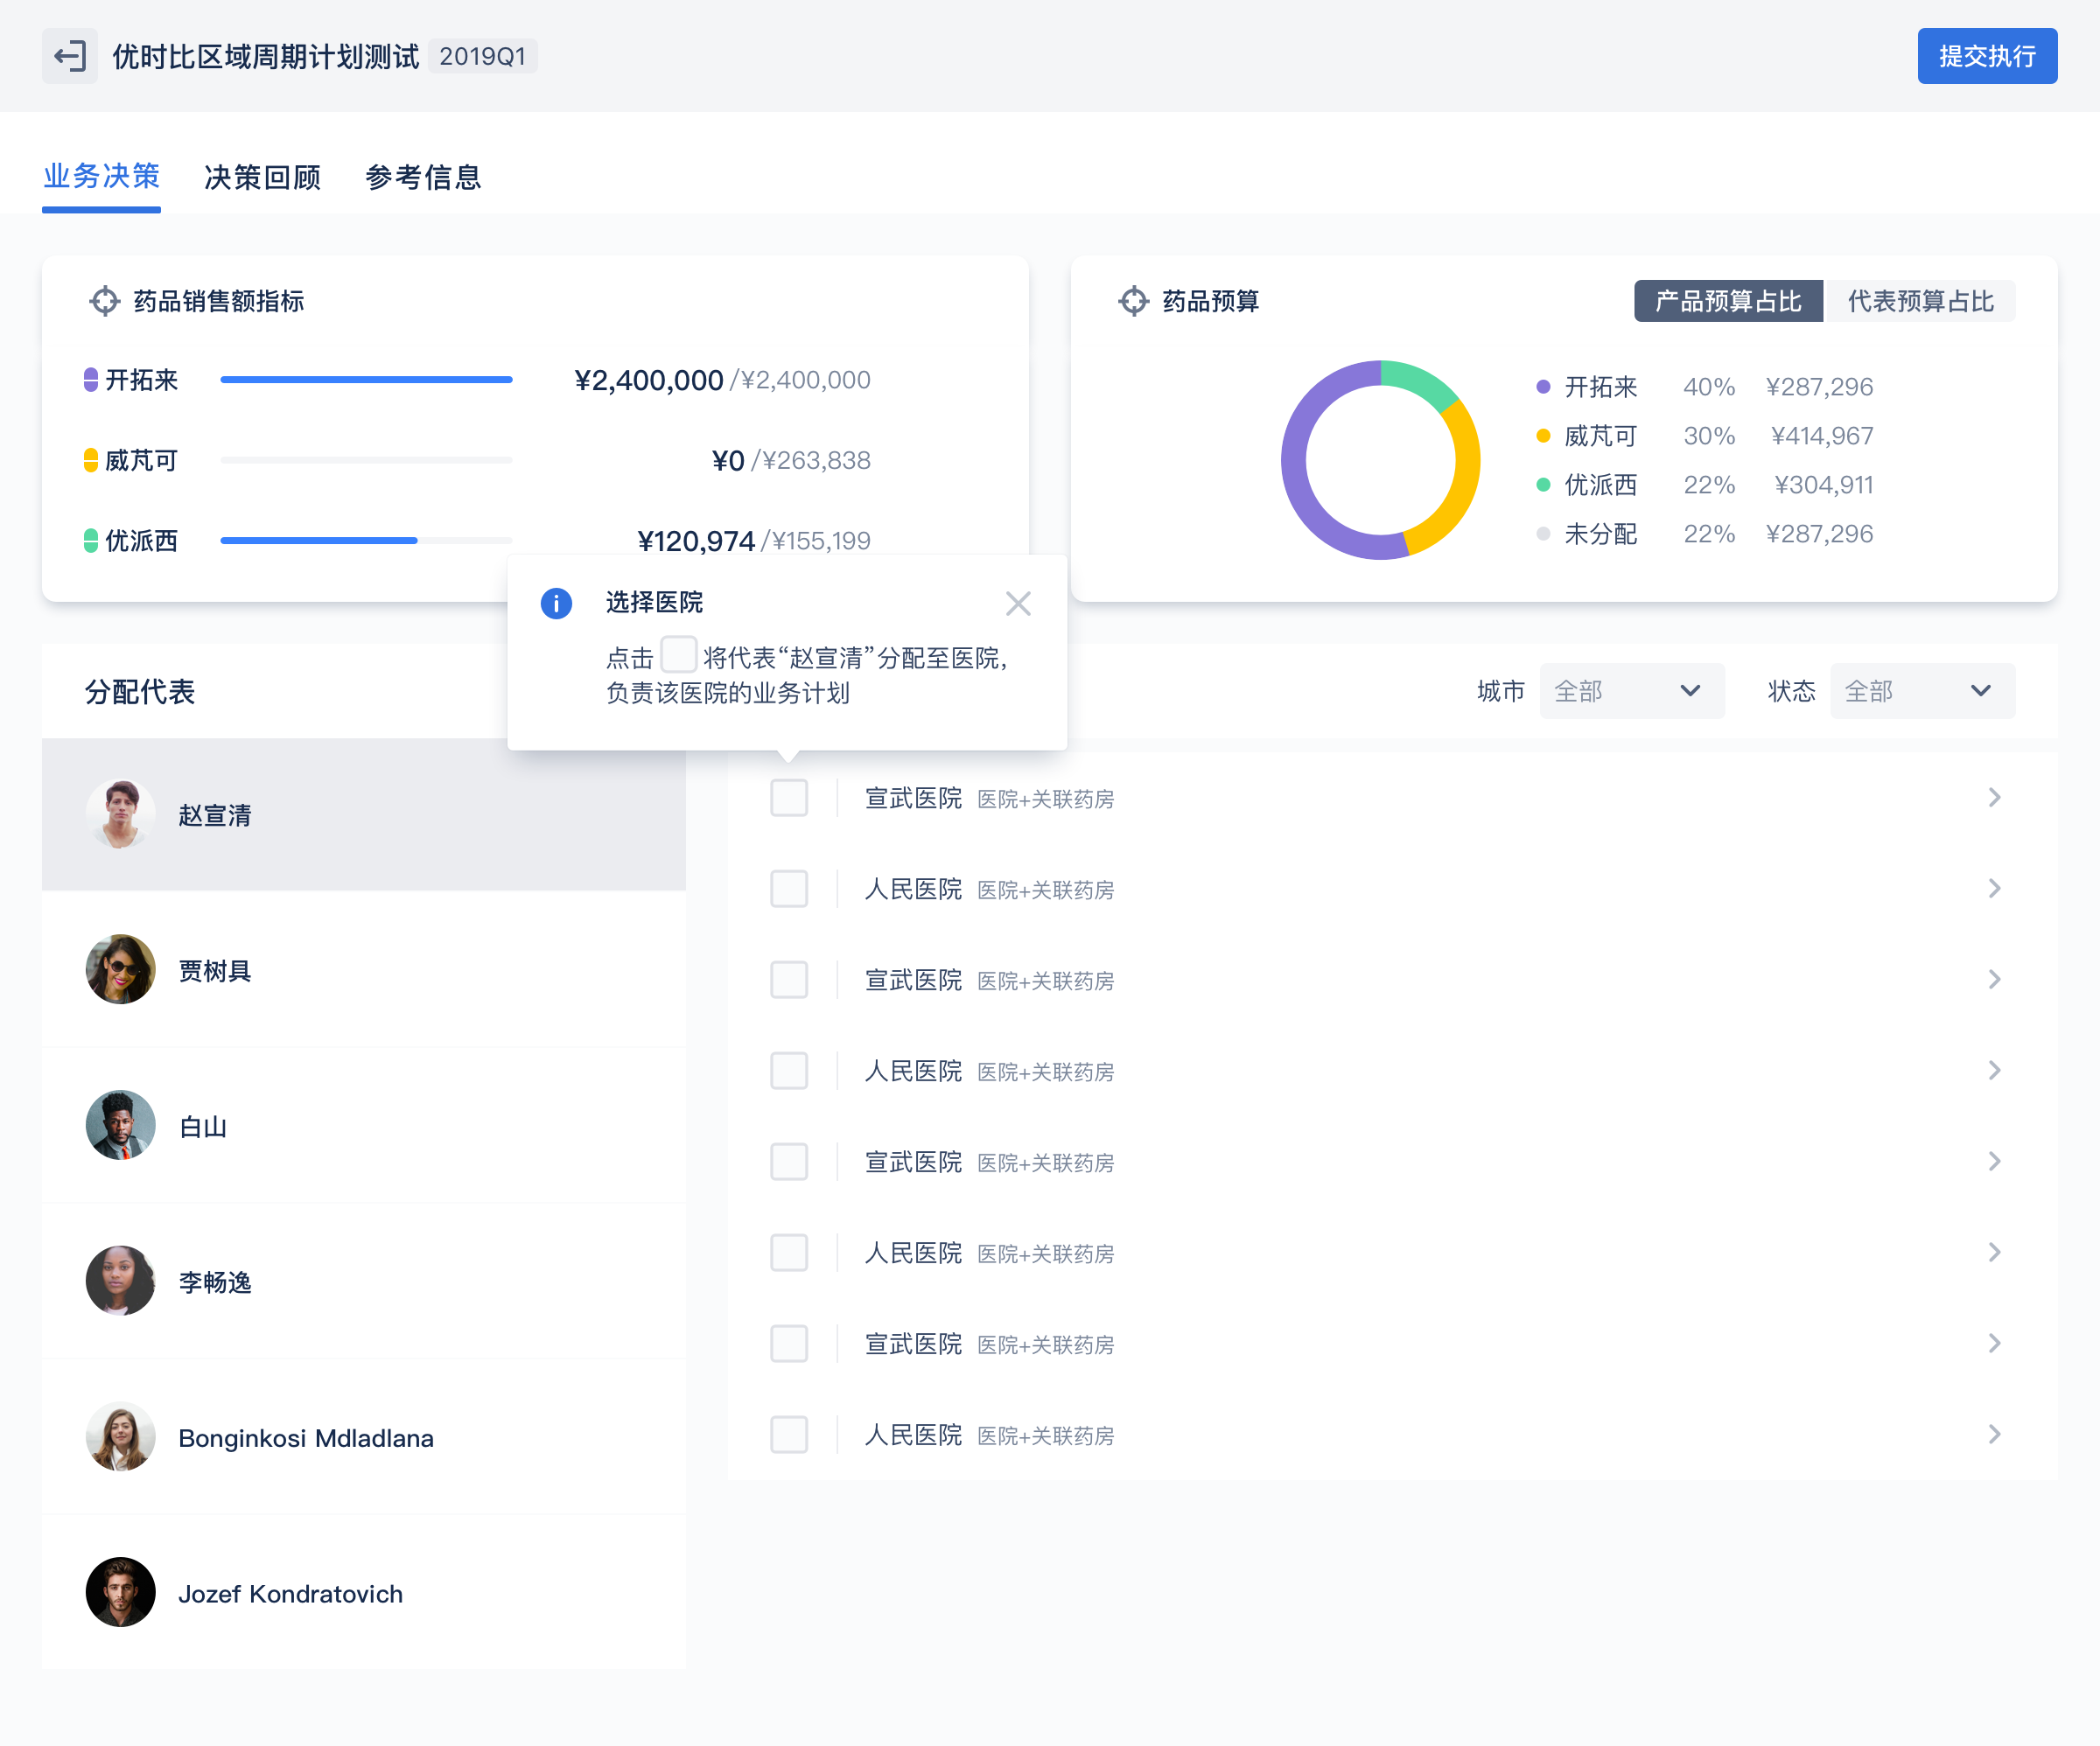 优时比区域周期计划测试 2019Q1
提交执行
业务决策 决策回顾 参考信息
药品销售额指标
开拓来 ¥2,400,000/¥2,400,000
威芃可 ¥0/¥263,838
优派西 ¥120,974/¥155,199
药品预算
产品预算占比 代表预算占比
开拓来 40% ¥287,296
威芃可 30% ¥414,967
优派西 22% ¥304,911
未分配 22% ¥287,296
选择医院
点击 将代表“赵宣清”分配至医院,
负责该医院的业务计划
分配代表
城市 全部 状态 全部
赵宣清
贾树具
白山
李畅逸
Bonginkosi Mdladlana
Jozef Kondratovich
宣武医院 医院+关联药房
人民医院 医院+关联药房
宣武医院 医院+关联药房
人民医院 医院+关联药房
宣武医院 医院+关联药房
人民医院 医院+关联药房
宣武医院 医院+关联药房
人民医院 医院+关联药房